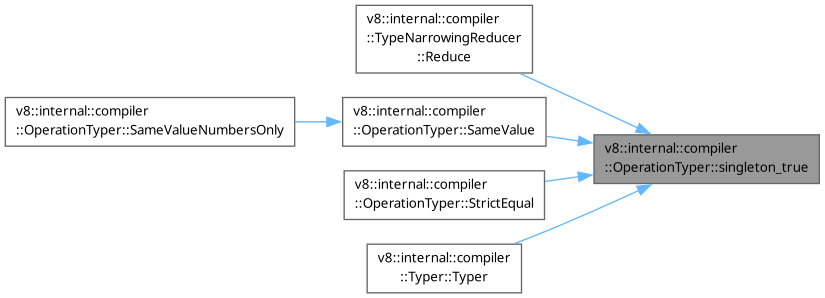 v8::internal::compiler
::TypeNarrowingReducer
::Reduce
v8::internal::compiler
::OperationTyper::SameValueNumbersOnly
v8::internal::compiler
::OperationTyper::SameValue
v8::internal::compiler
::OperationTyper::singleton_true
v8::internal::compiler
::OperationTyper::StrictEqual
v8::internal::compiler
::Typer::Typer